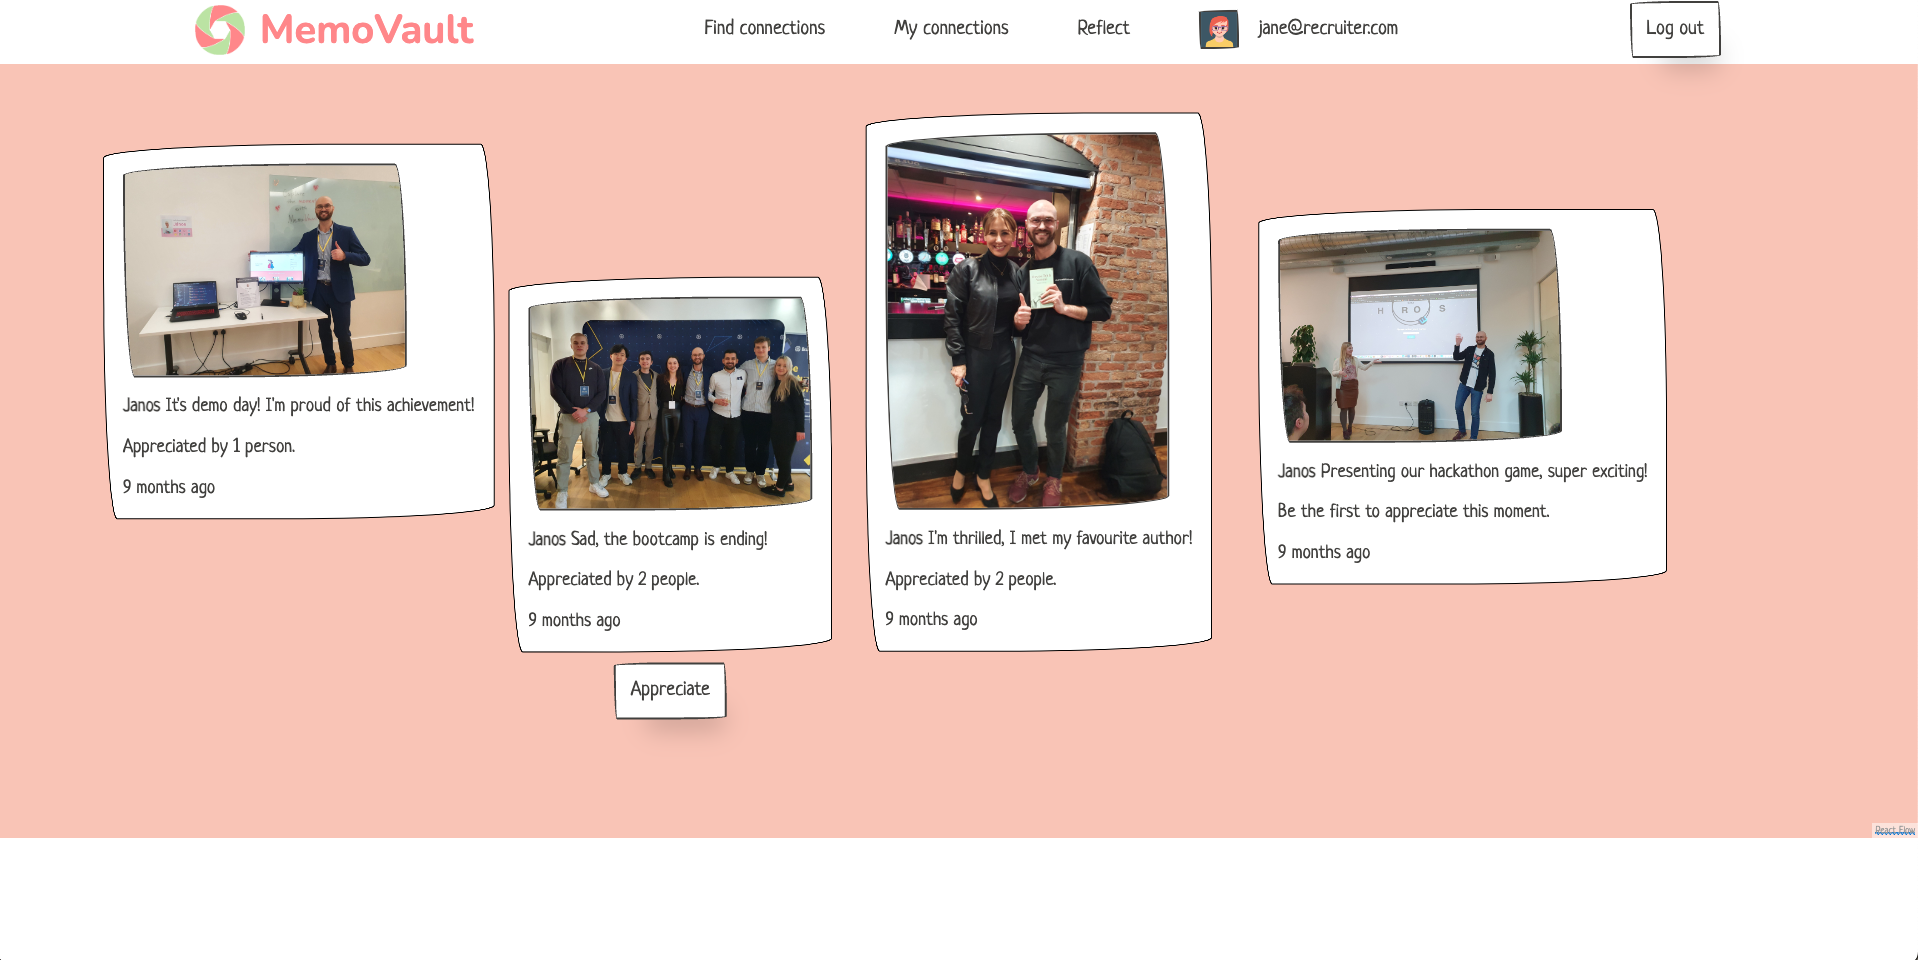 MemoVault
Find connections
My connections
Reflect
jane@recruiter.com
Log out
Janos It's demo day! I'm proud of this achievement!
Appreciated by 1 person.
9 months ago
Janos Sad, the bootcamp is ending!
Appreciated by 2 people.
9 months ago
Appreciate
Janos I'm thrilled, I met my favourite author!
Appreciated by 2 people.
9 months ago
H RO S
Janos Presenting our hackathon game, super exciting!
Be the first to appreciate this moment.
9 months ago
React Flow